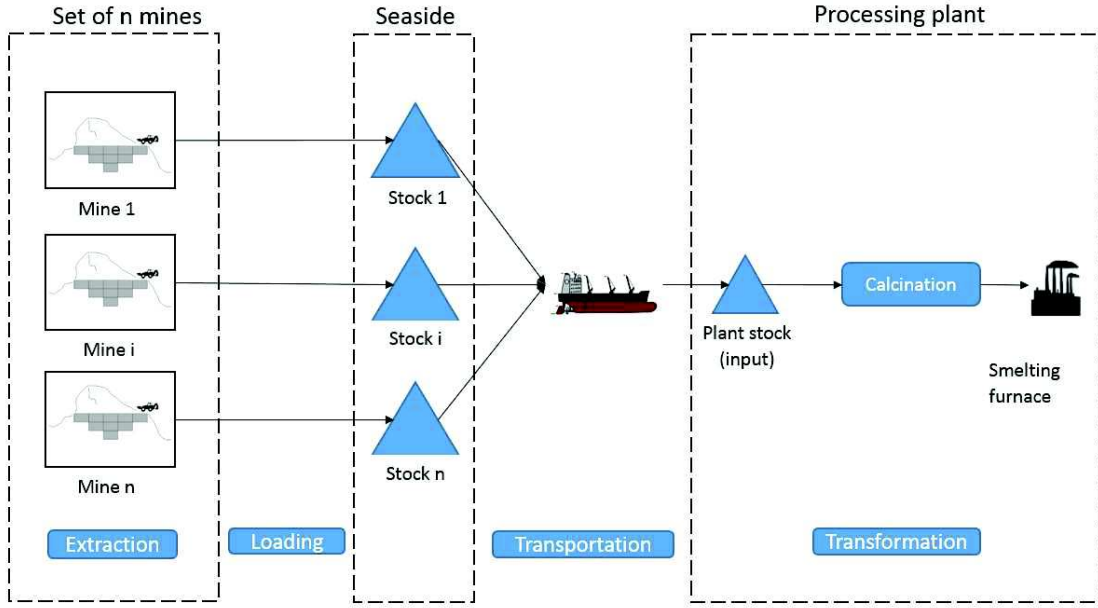 Set of n mines
Seaside
Processing plant
Mine 1
Stock 1
Mine i
Stock i
Mine n
Stock n
Plant stock
(input)
Calcination
Smelting
furnace
Extraction
Loading
Transportation
Transformation